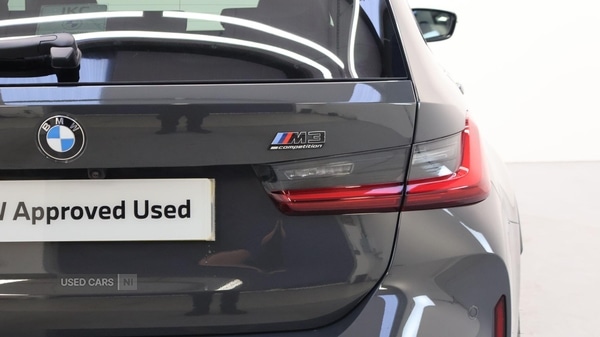 BMW
M3
competition
W Approved Used
USED CARS NI